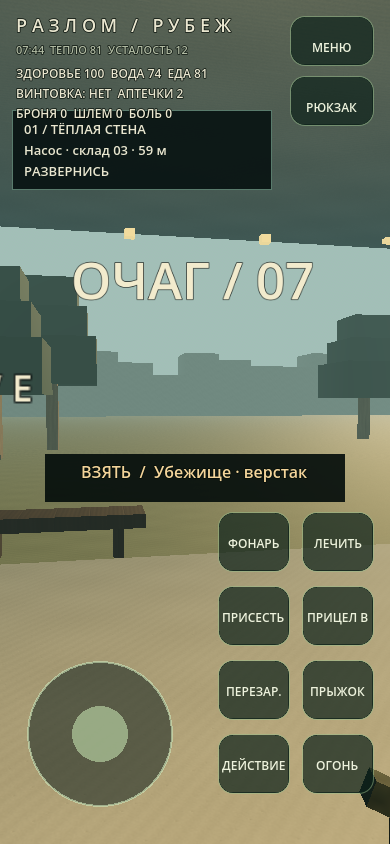 РАЗЛОМ / РУБЕЖ
07:44 ТЕПЛО 81 УСТАЛОСТЬ 12
ЗДОРОВЬЕ 100 ВОДА 74 ЕДА 81
ВИНТОВКА: НЕТ АПТЕЧКИ 2
БРОНЯ 0 ШЛЕМ 0 БОЛЬ 0
МЕНЮ
РЮКЗАК
01 / ТЁПЛАЯ СТЕНА
Насос · склад 03 · 59 м
РАЗВЕРНИСЬ
ОЧАГ / 07
Е
ВЗЯТЬ / Убежище · верстак
ФОНАРЬ
ЛЕЧИТЬ
ПРИСЕСТЬ
ПРИЦЕЛ В
ПЕРЕЗАР.
ПРЫЖОК
ДЕЙСТВИЕ
ОГОНЬ